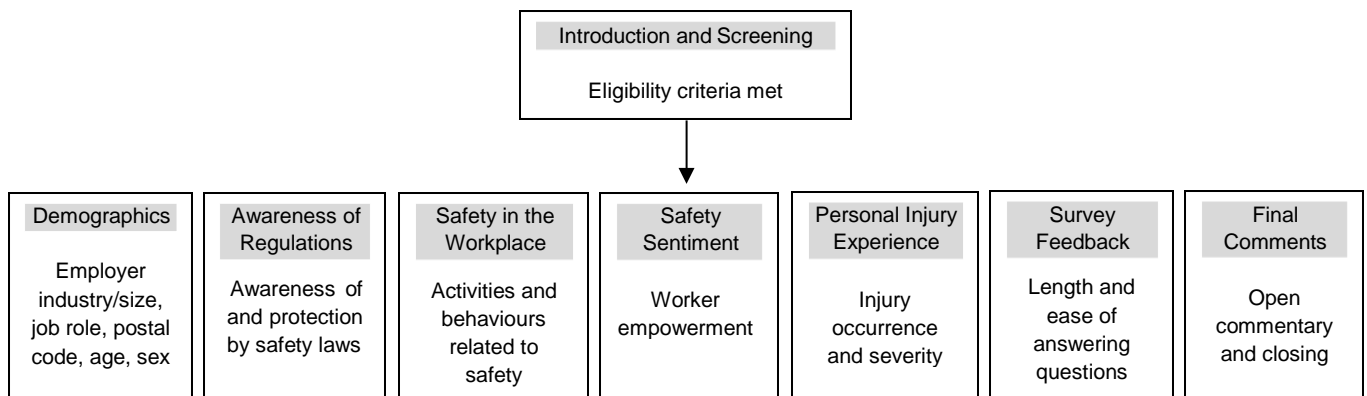 Introduction and Screening
Eligibility criteria met
Demographics
Employer
industry/size,
job role, postal
code, age, sex
Awareness of
Regulations
Awareness of
and protection
by safety laws
Safety in the
Workplace
Activities and
behaviours
related to
safety
Safety
Sentiment
Worker
empowerment
Personal Injury
Experience
Injury
occurrence
and severity
Survey
Feedback
Length and
ease of
answering
questions
Final
Comments
Open
commentary
and closing